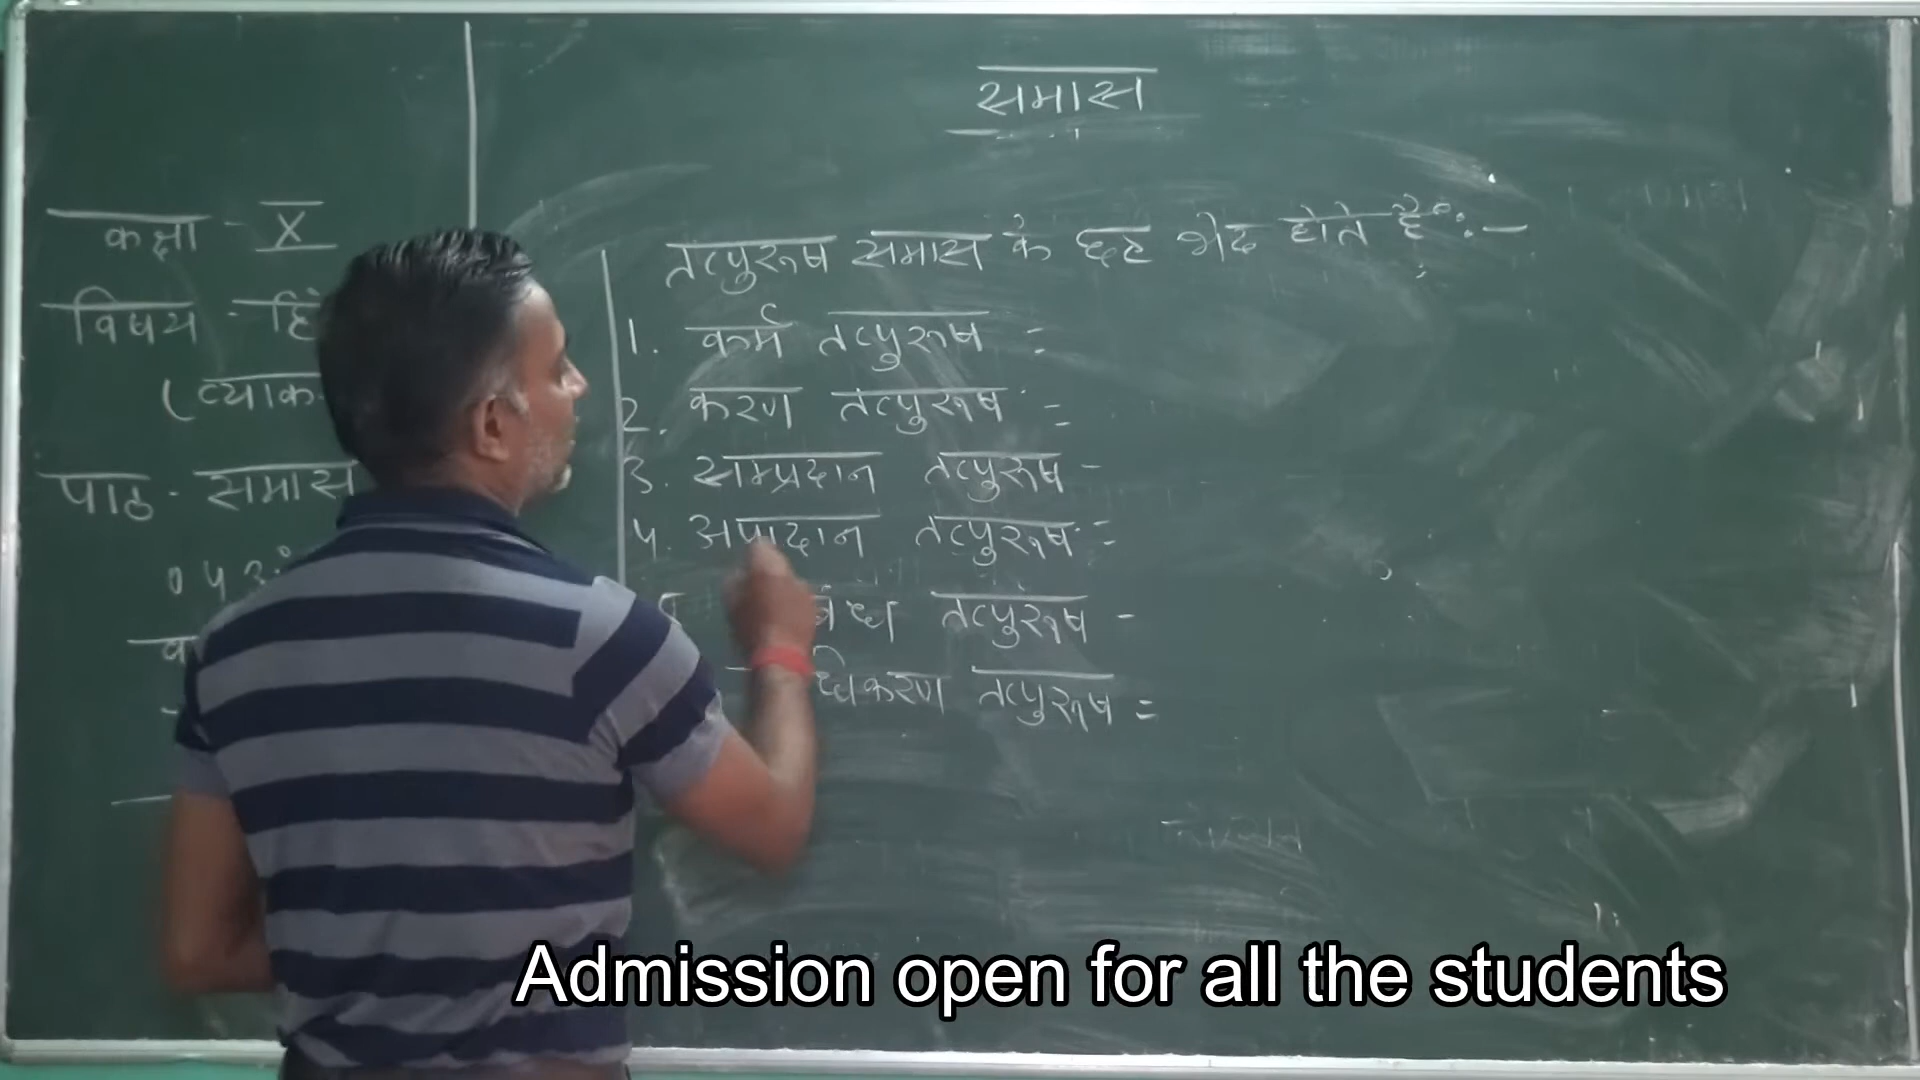 समास
कक्षा - X
विषय -
पाठ - समास
तत्पुरूष समास के छह भेद होते हैं :-
1. कर्म तत्पुरूष =
2. करण तत्पुरूष =
3. सम्प्रदान तत्पुरूष -
4. अपादान तत्पुरूष =
तत्पुरूष -
तत्पुरूष =
Admission open for all the students